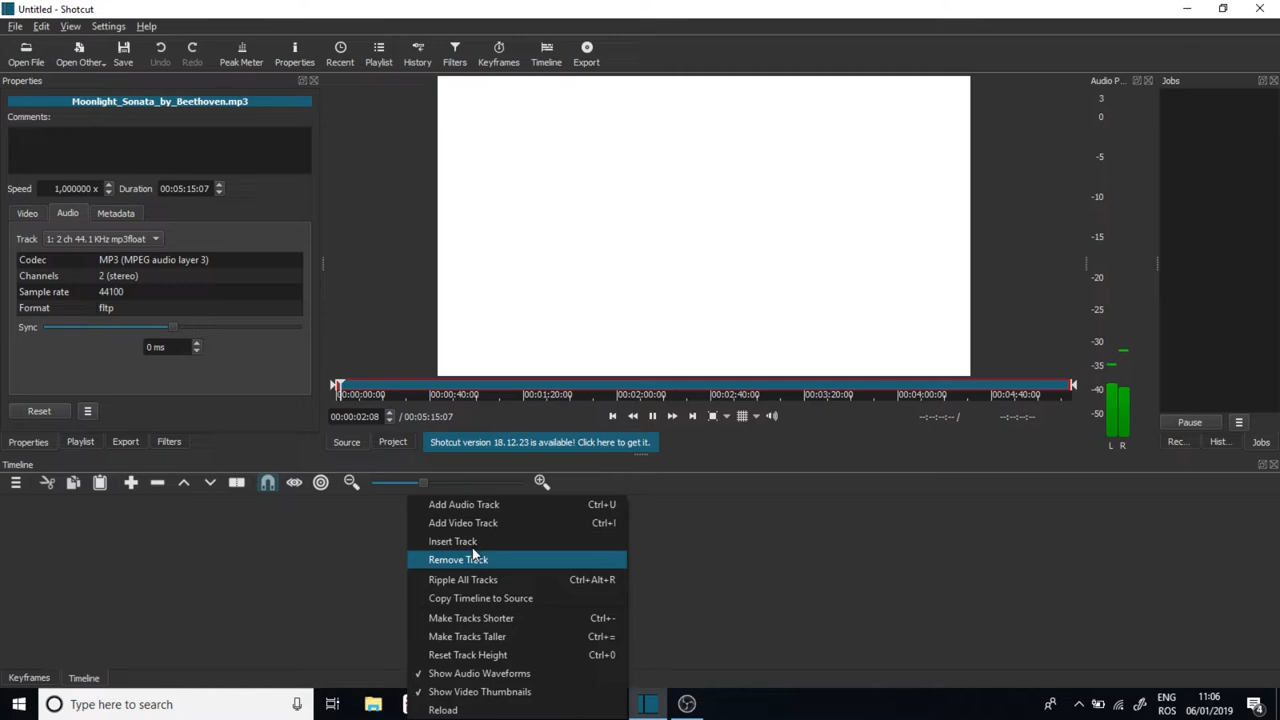 Untitled - Shotcut
File Edit View Settings Help
Open File Open Other... Save Undo Redo Peak Meter Properties Recent Playlist History Filters Keyframes Timeline Export
Properties
Moonlight_Sonata_by_Beethoven.mp3
Comments:
Speed 1,000000 x Duration 00:05:15:07
Video Audio Metadata
Track 1: 2 ch 44.1 KHz mp3float
Codec MP3 (MPEG audio layer 3)
Channels 2 (stereo)
Sample rate 44100
Format fltp
Sync
0 ms
Reset
Properties Playlist Export Filters
00:00:00:00 00:00:40:00 00:01:20:00 00:02:00:00 00:02:40:00 00:03:20:00 00:04:00:00 00:04:40:00
00:00:02:08 / 00:05:15:07 --:--:--:-- / --:--:--:--
Source Project Shotcut version 18.12.23 is available! Click here to get it.
Audio P...
3
0
-5
-10
-15
-20
-25
-30
-35
-40
-50
L R
Jobs
Pause
Rec... Hist... Jobs
Timeline
Add Audio Track Ctrl+U
Add Video Track Ctrl+I
Insert Track
Remove Track
Ripple All Tracks Ctrl+Alt+R
Copy Timeline to Source
Make Tracks Shorter Ctrl+-
Make Tracks Taller Ctrl+=
Reset Track Height Ctrl+0
✓ Show Audio Waveforms
✓ Show Video Thumbnails
Reload
Keyframes Timeline
Type here to search
ENG
ROS
11:06
06/01/2019
4